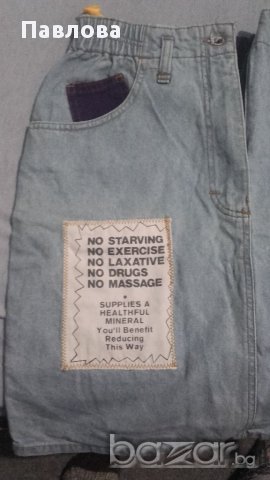 Павлова
NO STARVING
NO EXERCISE
NO LAXATIVE
NO DRUGS
NO MASSAGE
•
SUPPLIES A
HEALTHFUL
MINERAL
You'll Benefit
Reducing
This Way
bazar.bg